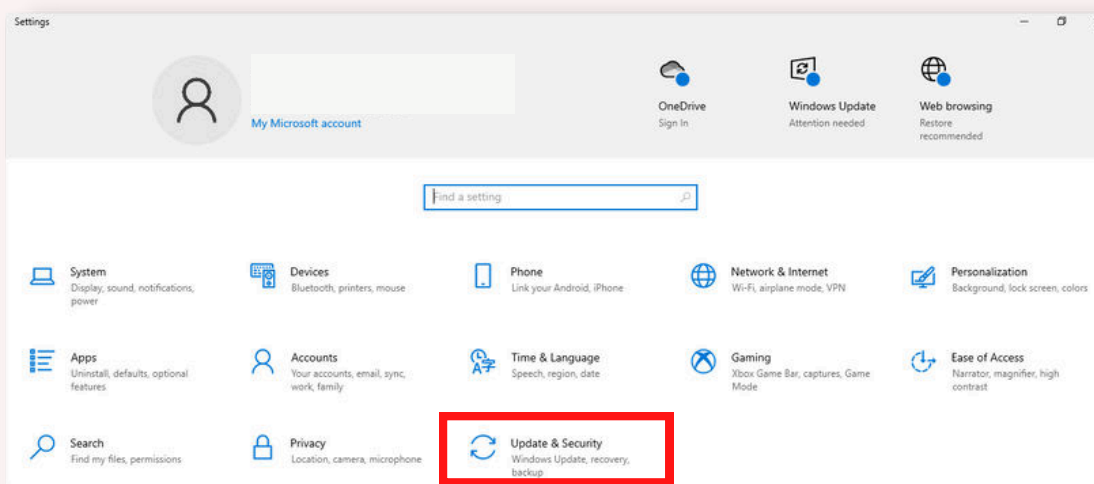 Settings
My Microsoft account
OneDrive
Sign In
Windows Update
Attention needed
Web browsing
Restore
recommended
Find a setting
System
Display, sound, notifications,
power
Devices
Bluetooth, printers, mouse
Phone
Link your Android, iPhone
Network & Internet
Wi-Fi, airplane mode, VPN
Personalization
Background, lock screen, colors
Apps
Uninstall, defaults, optional
features
Accounts
Your accounts, email, sync,
work, family
Time & Language
Speech, region, date
Gaming
Xbox Game Bar, captures, Game
Mode
Ease of Access
Narrator, magnifier, high
contrast
Search
Find my files, permissions
Privacy
Location, camera, microphone
Update & Security
Windows Update, recovery,
backup